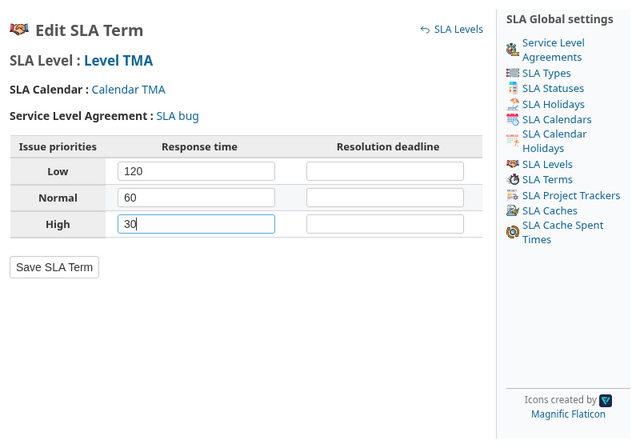 Edit SLA Term
SLA Levels
SLA Level : Level TMA
SLA Calendar : Calendar TMA
Service Level Agreement : SLA bug
Issue priorities Response time Resolution deadline
Low 120
Normal 60
High 30
Save SLA Term
SLA Global settings
Service Level
Agreements
SLA Types
SLA Statuses
SLA Holidays
SLA Calendars
SLA Calendar
Holidays
SLA Levels
SLA Terms
SLA Project Trackers
SLA Caches
SLA Cache Spent
Times
Icons created by
Magnific Flaticon